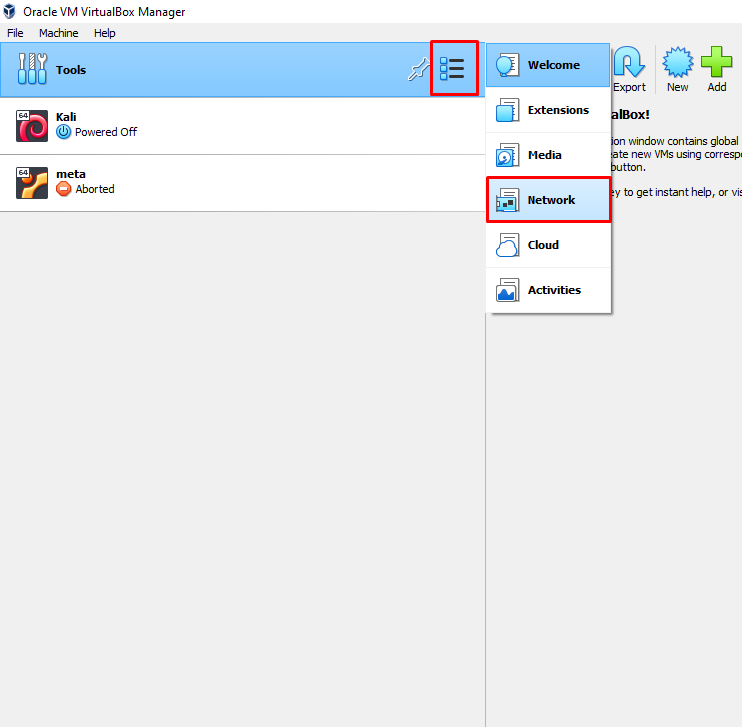 Oracle VM VirtualBox Manager
File Machine Help
Tools
64
Kali
Powered Off
64
meta
Aborted
Welcome
Extensions
Media
Network
Cloud
Activities
Export New Add
alBox!
ion window contains global
eate new VMs using correspo
button.
ey to get instant help, or vis